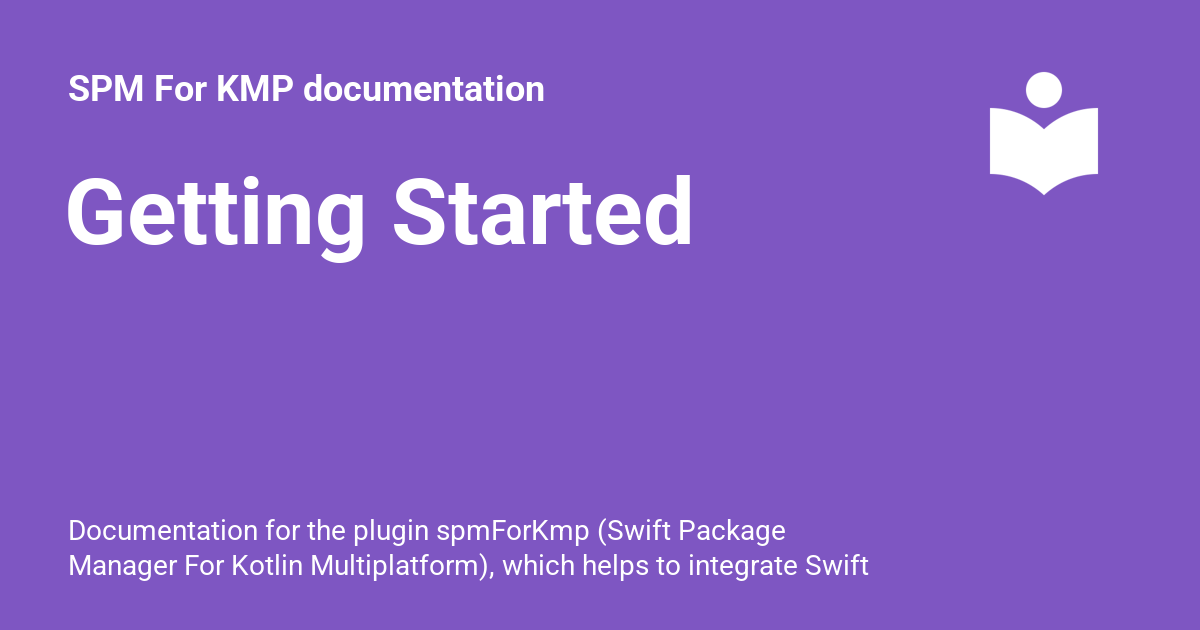 SPM For KMP documentation
Getting Started
Documentation for the plugin spmForKmp (Swift Package
Manager For Kotlin Multiplatform), which helps to integrate Swift